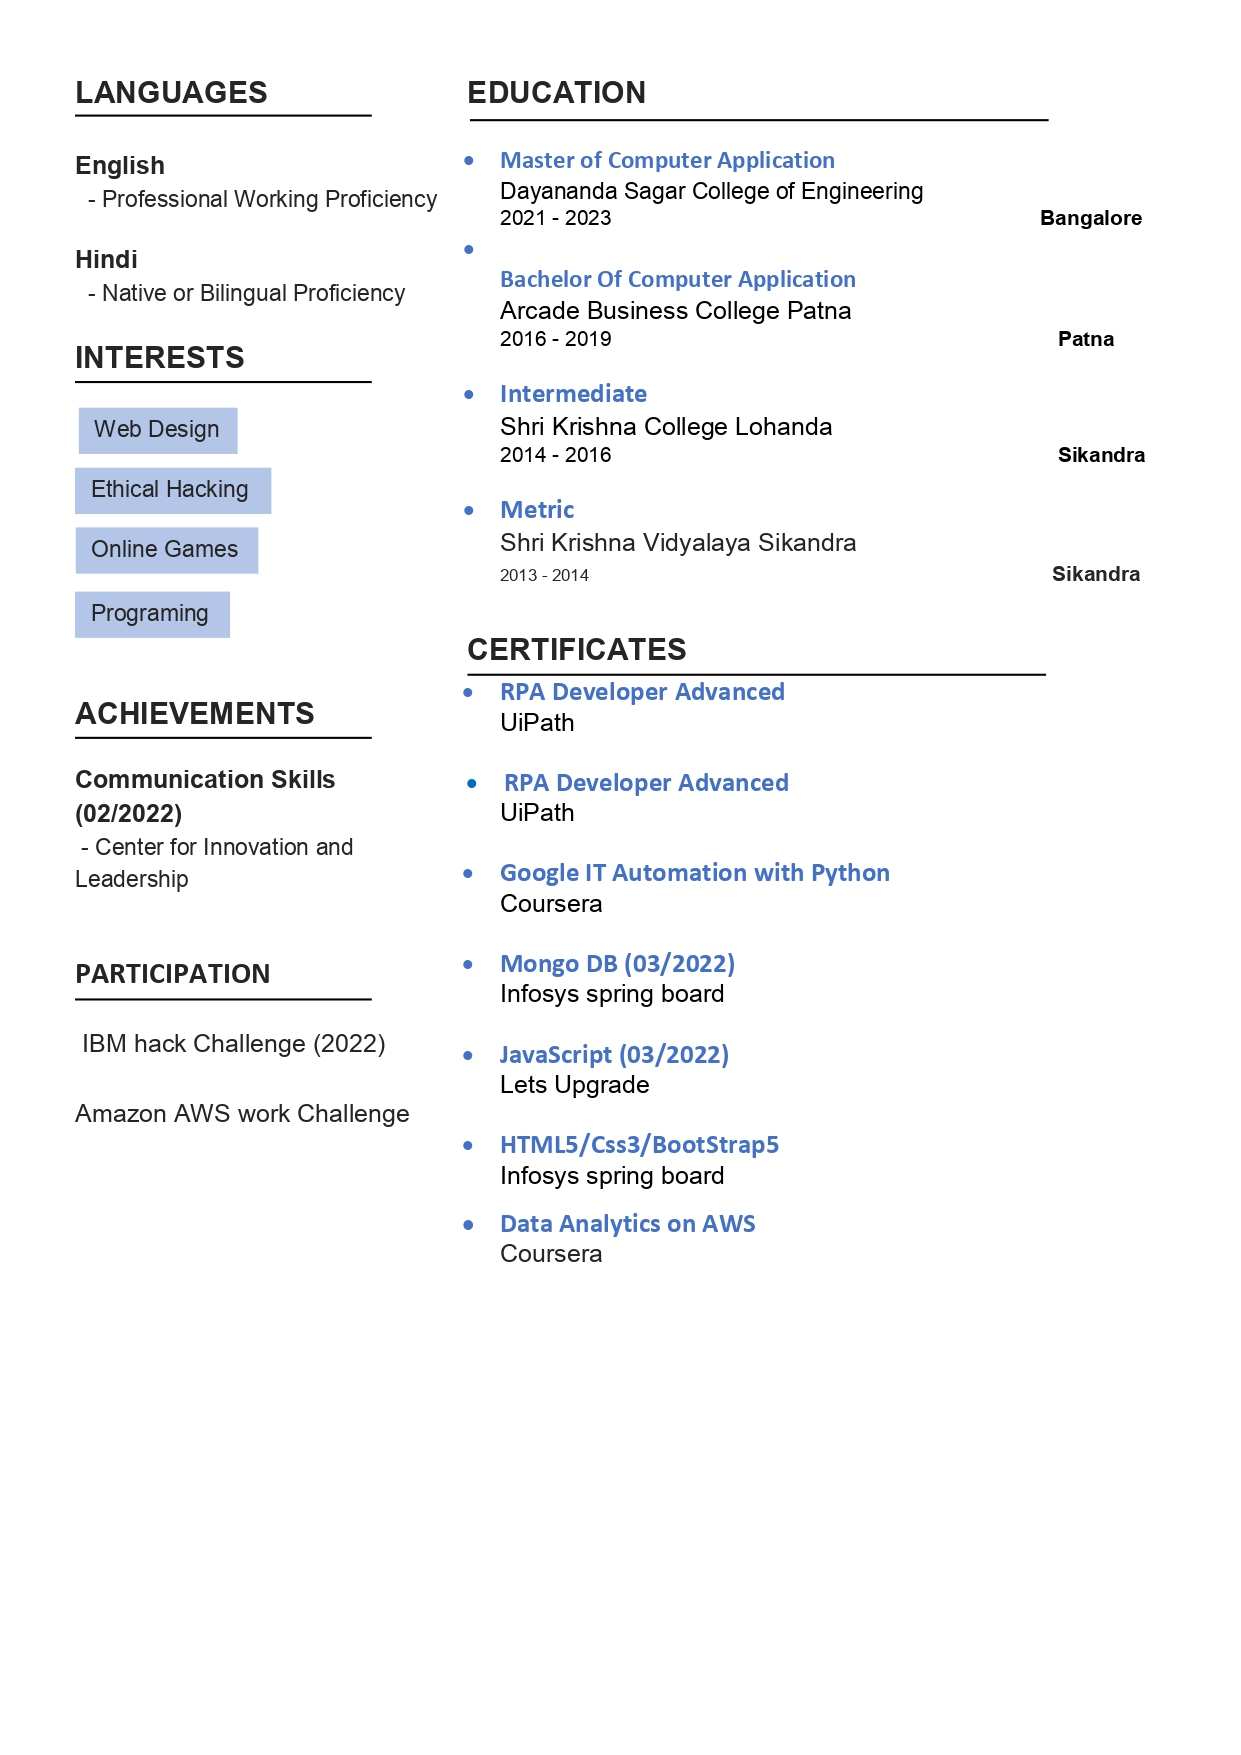 LANGUAGES
English
- Professional Working Proficiency
Hindi
- Native or Bilingual Proficiency
INTERESTS
Web Design
Ethical Hacking
Online Games
Programing
ACHIEVEMENTS
Communication Skills
(02/2022)
- Center for Innovation and
Leadership
PARTICIPATION
IBM hack Challenge (2022)
Amazon AWS work Challenge
EDUCATION
• Master of Computer Application
Dayananda Sagar College of Engineering
2021 - 2023 Bangalore
•
Bachelor Of Computer Application
Arcade Business College Patna
2016 - 2019 Patna
• Intermediate
Shri Krishna College Lohanda
2014 - 2016 Sikandra
• Metric
Shri Krishna Vidyalaya Sikandra
2013 - 2014 Sikandra
CERTIFICATES
• RPA Developer Advanced
UiPath
• RPA Developer Advanced
UiPath
• Google IT Automation with Python
Coursera
• Mongo DB (03/2022)
Infosys spring board
• JavaScript (03/2022)
Lets Upgrade
• HTML5/Css3/BootStrap5
Infosys spring board
• Data Analytics on AWS
Coursera